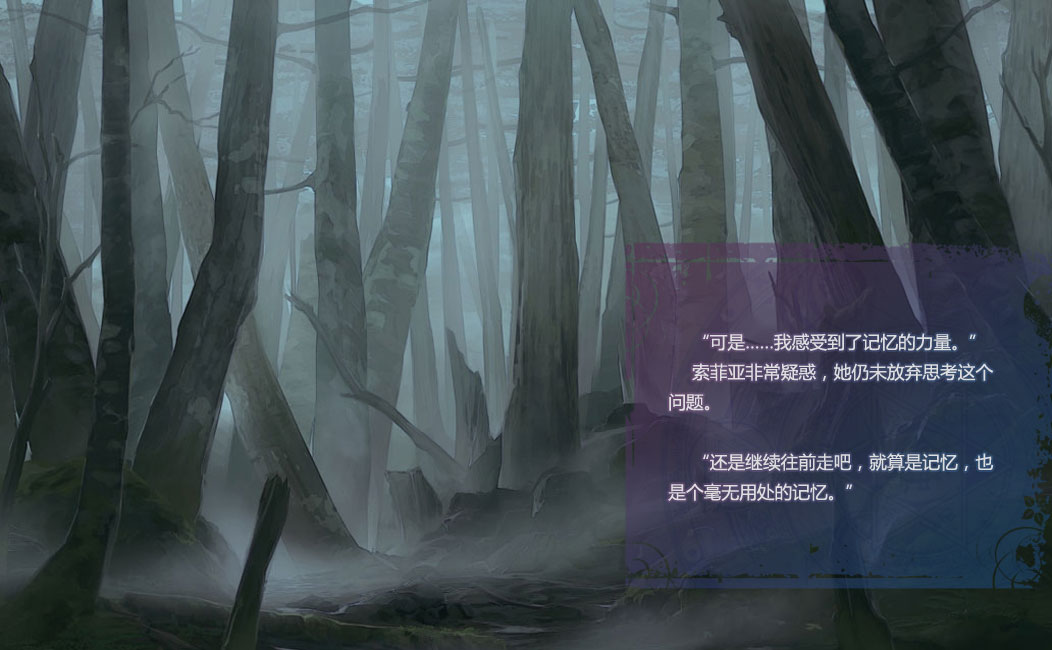 “可是……我感受到了记忆的力量。”
索菲亚非常疑惑，她仍未放弃思考这个
问题。
“还是继续往前走吧，就算是记忆，也
是个毫无用处的记忆。”